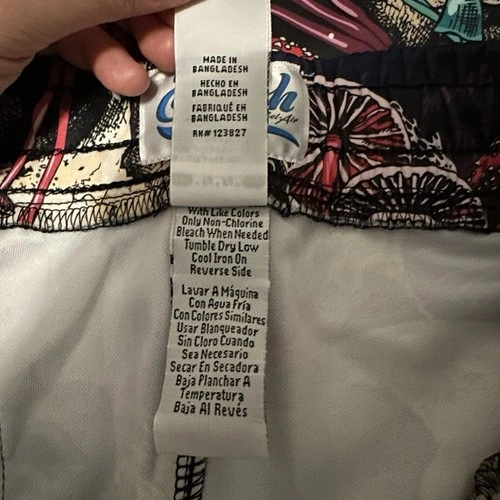 MADE IN
BANGLADESH
HECHO EN
BANGLADESH
FABRIQUÉ EN
BANGLADESH
RN# 123827
With Like Colors
Only Non-Chlorine
Bleach When Needed
Tumble Dry Low
Cool Iron On
Reverse Side
Lavar A Máquina
Con Agua Fría
Con Colores Similares
Usar Blanqueador
Sin Cloro Cuando
Sea Necesario
Secar En Secadora
Baja Planchar A
Temperatura
Baja Al Revés